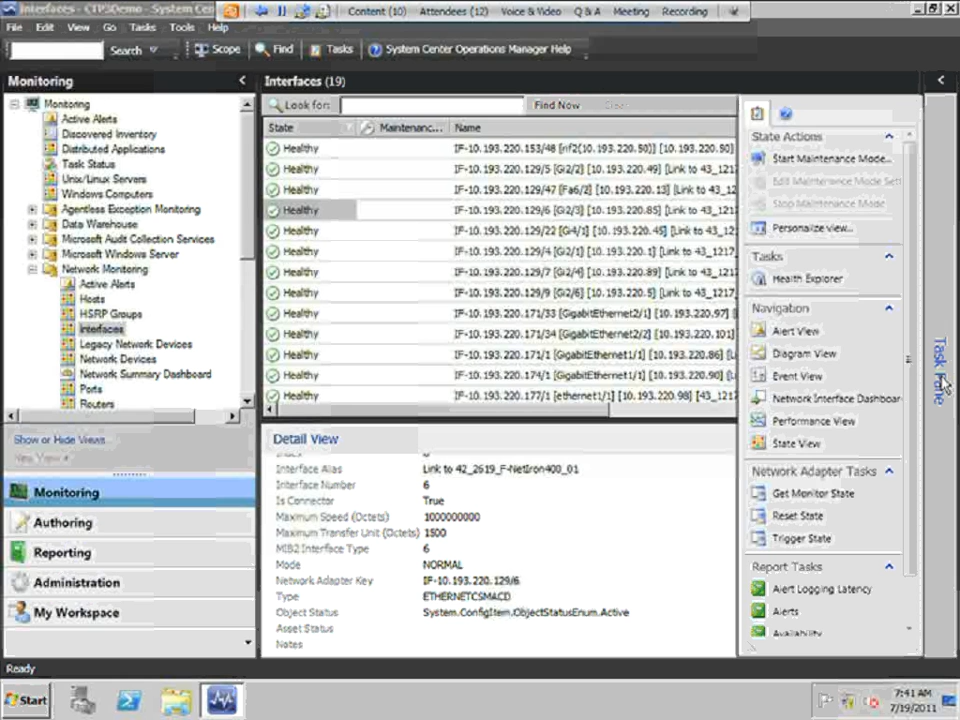 Interfaces - CTP3Demo - System Cen
Content (10) Attendees (12) Voice & Video Q & A Meeting Recording
File Edit View Go Tasks Tools Help
Search Scope Find Tasks System Center Operations Manager Help
Monitoring
Monitoring
Active Alerts
Discovered Inventory
Distributed Applications
Task Status
Unix/Linux Servers
Windows Computers
Agentless Exception Monitoring
Data Warehouse
Microsoft Audit Collection Services
Microsoft Windows Server
Network Monitoring
Active Alerts
Hosts
HSRP Groups
Interfaces
Legacy Network Devices
Network Devices
Network Summary Dashboard
Ports
Routers
Show or Hide Views...
New View
Monitoring
Authoring
Reporting
Administration
My Workspace
Interfaces (19)
Look for: Find Now Clear
State Maintenanc... Name
Healthy IF-10.193.220.153/48 [inf2(10.193.220.50)] [10.193.220.50]
Healthy IF-10.193.220.129/5 [Gi2/2] [10.193.220.49] [Link to 43_1217
Healthy IF-10.193.220.129/47 [Fa6/2] [10.193.220.13] [Link to 43_12
Healthy IF-10.193.220.129/6 [Gi2/3] [10.193.220.85] [Link to 43_1217
Healthy IF-10.193.220.129/22 [Gi4/1] [10.193.220.45] [Link to 43_121
Healthy IF-10.193.220.129/4 [Gi2/1] [10.193.220.1] [Link to 43_1217
Healthy IF-10.193.220.129/7 [Gi2/4] [10.193.220.89] [Link to 43_1217
Healthy IF-10.193.220.129/9 [Gi2/6] [10.193.220.5] [Link to 43_1217
Healthy IF-10.193.220.171/33 [GigabitEthernet2/1] [10.193.220.97]
Healthy IF-10.193.220.171/34 [GigabitEthernet2/2] [10.193.220.101]
Healthy IF-10.193.220.171/1 [GigabitEthernet1/1] [10.193.220.86] [L
Healthy IF-10.193.220.174/1 [GigabitEthernet1/1] [10.193.220.90] [L
Healthy IF-10.193.220.177/1 [ethernet1/1] [10.193.220.98] [43_1217
Detail View
Interface Alias Link to 42_2619_F-NetIron400_01
Interface Number 6
Is Connector True
Maximum Speed (Octets) 1000000000
Maximum Transfer Unit (Octets) 1500
MIB2 Interface Type 6
Mode NORMAL
Network Adapter Key IF-10.193.220.129/6
Type ETHERNETCSMACD
Object Status System.ConfigItem.ObjectStatusEnum.Active
Asset Status
Notes
State Actions
Start Maintenance Mode...
Edit Maintenance Mode Sett
Stop Maintenance Mode
Personalize view...
Tasks
Health Explorer
Navigation
Alert View
Diagram View
Event View
Network Interface Dashboar
Performance View
State View
Network Adapter Tasks
Get Monitor State
Reset State
Trigger State
Report Tasks
Alert Logging Latency
Alerts
Availability
Task Pane
Ready
Start
7:41 AM
7/19/2011